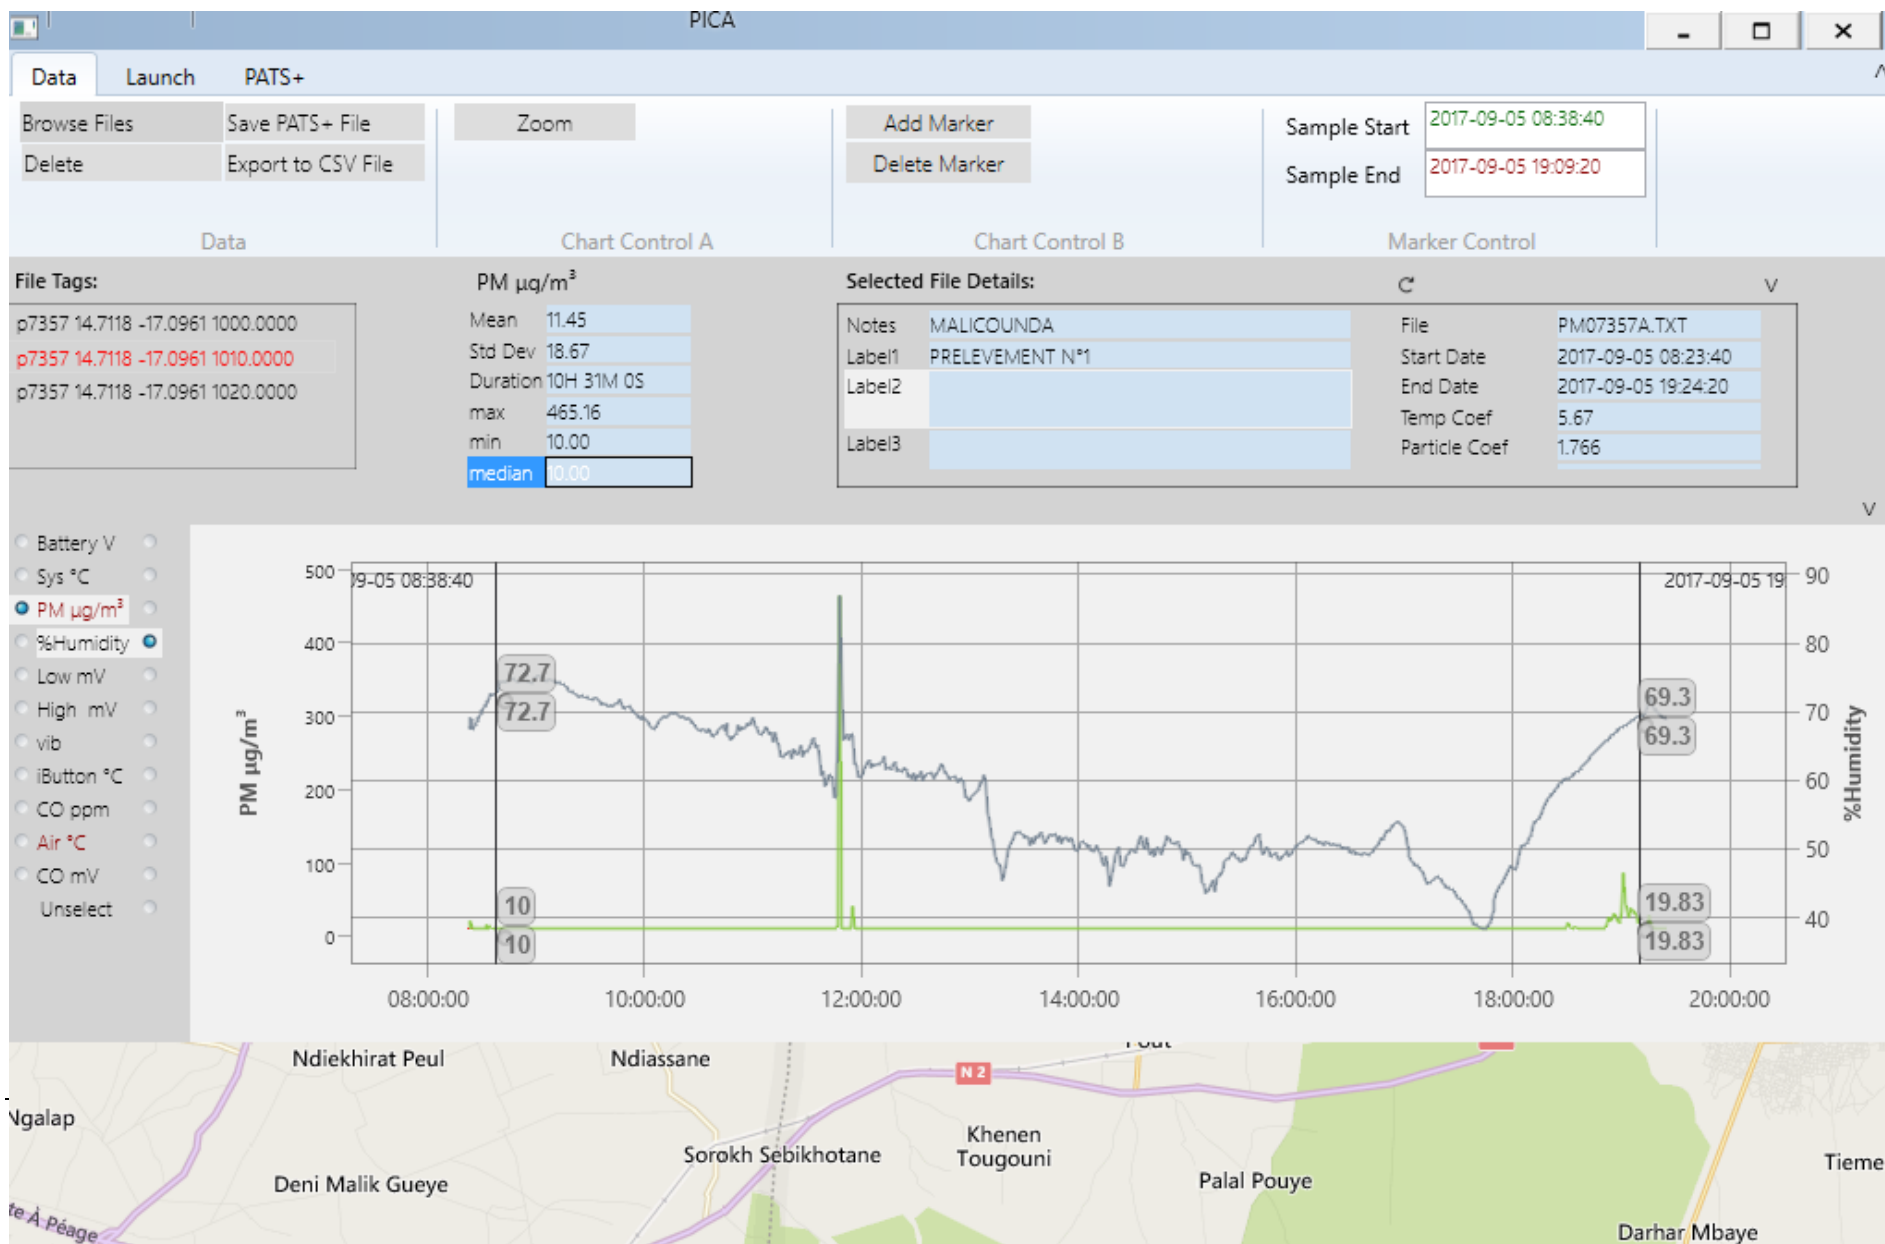 PICA
Data Launch PATS+
Browse Files Save PATS+ File Zoom Add Marker Sample Start 2017-09-05 08:38:40
Delete Export to CSV File Delete Marker Sample End 2017-09-05 19:09:20
Data Chart Control A Chart Control B Marker Control
File Tags:
p7357 14.7118 -17.0961 1000.0000
p7357 14.7118 -17.0961 1010.0000
p7357 14.7118 -17.0961 1020.0000
PM µg/m³
Mean 11.45
Std Dev 18.67
Duration 10H 31M 0S
max 465.16
min 10.00
median 10.00
Selected File Details:
Notes MALICOUNDA
Label1 PRELEVEMENT N°1
Label2
Label3
File PM07357A.TXT
Start Date 2017-09-05 08:23:40
End Date 2017-09-05 19:24:20
Temp Coef 5.67
Particle Coef 1.766
Battery V
Sys °C
PM µg/m³
%Humidity
Low mV
High mV
vib
iButton °C
CO ppm
Air °C
CO mV
Unselect
PM µg/m³
500
400
300
200
100
0
09-05 08:38:40
2017-09-05 19
72.7
72.7
10
10
69.3
69.3
19.83
19.83
90
80
70
60
50
40
%Humidity
08:00:00 10:00:00 12:00:00 14:00:00 16:00:00 18:00:00 20:00:00
Ndiekhirat Peul
Ndiassane
N 2
Ngalap
Sorokh Sebikhotane
Khenen
Tougouni
Tieme
Deni Malik Gueye
Palal Pouye
te À Péage
Darhar Mbaye